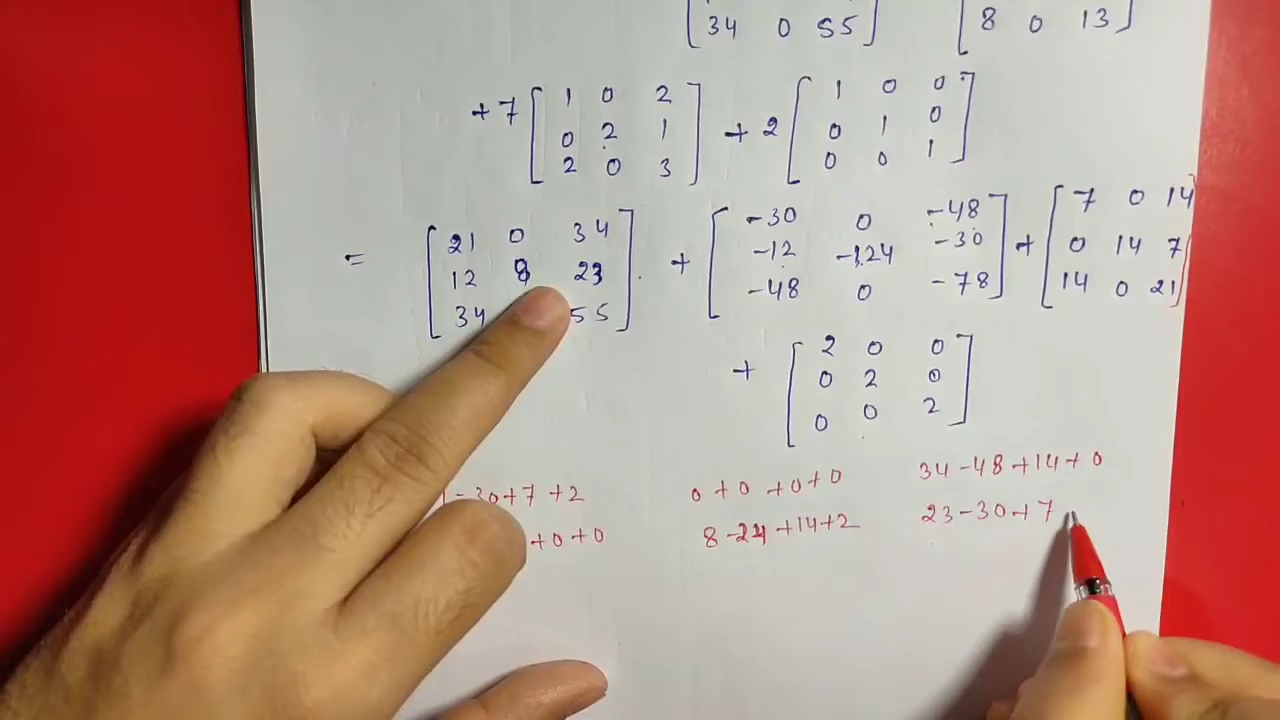 34 0 55 8 0 13
+7 [ 1 0 2 ] + 2 [ 1 0 0 ]
0 2 1 0 1 0
2 0 3 0 0 1
= [ 21 0 34 ] + [ -30 0 -48 ] + [ 7 0 14 ]
12 8 23 -12 -24 -30 0 14 7
34 55 -48 0 -78 14 0 21
+ [ 2 0 0 ]
0 2 0
0 0 2
-30+7+2 0+0+0+0 34-48+14+0
+0+0 8-24+14+2 23-30+7